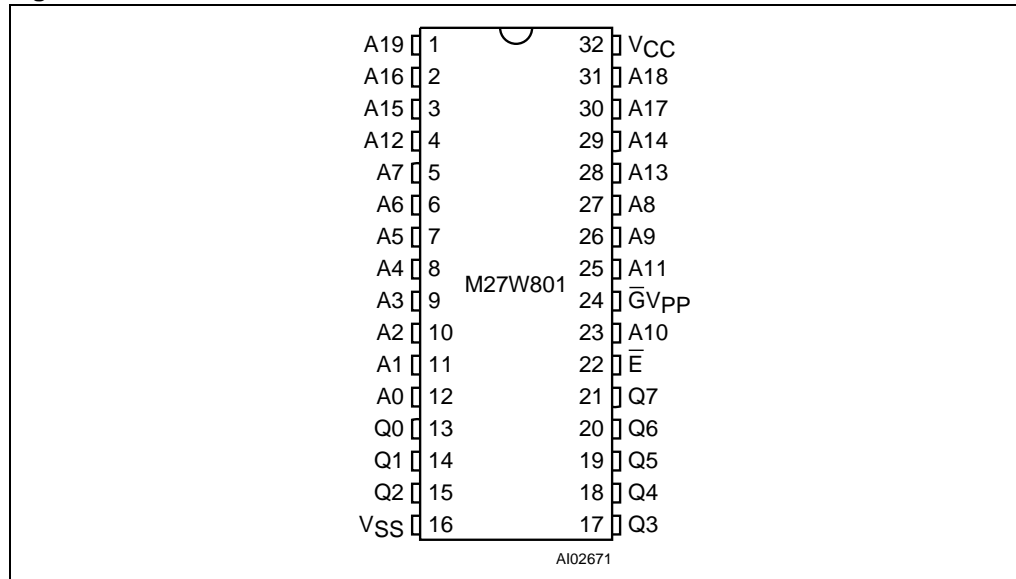 A19 1 32 VCC
A16 2 31 A18
A15 3 30 A17
A12 4 29 A14
A7 5 28 A13
A6 6 27 A8
A5 7 26 A9
A4 8 25 A11
M27W801
A3 9 24 G̅VPP
A2 10 23 A10
A1 11 22 E̅
A0 12 21 Q7
Q0 13 20 Q6
Q1 14 19 Q5
Q2 15 18 Q4
VSS 16 17 Q3
AI02671